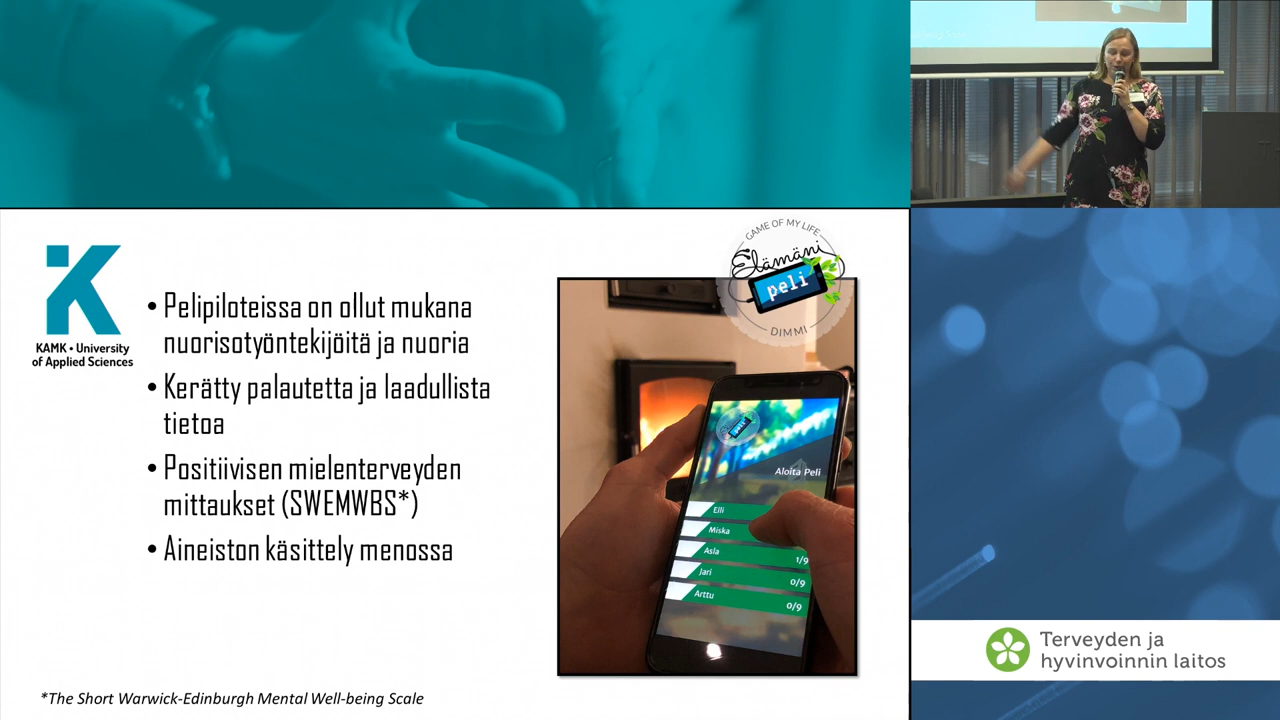 KAMK • University
of Applied Sciences
• Pelipiloteissa on ollut mukana
nuorisotyöntekijöitä ja nuoria
• Kerätty palautetta ja laadullista
tietoa
• Positiivisen mielenterveyden
mittaukset (SWEMWBS*)
• Aineiston käsittely menossa
*The Short Warwick-Edinburgh Mental Well-being Scale
GAME OF MY LIFE
Elämäni
peli
DIMMI
peli
Aloita Peli
Elli
Miska
Asla 1/9
Jari 0/9
Arttu 0/9
Terveyden ja
hyvinvoinnin laitos